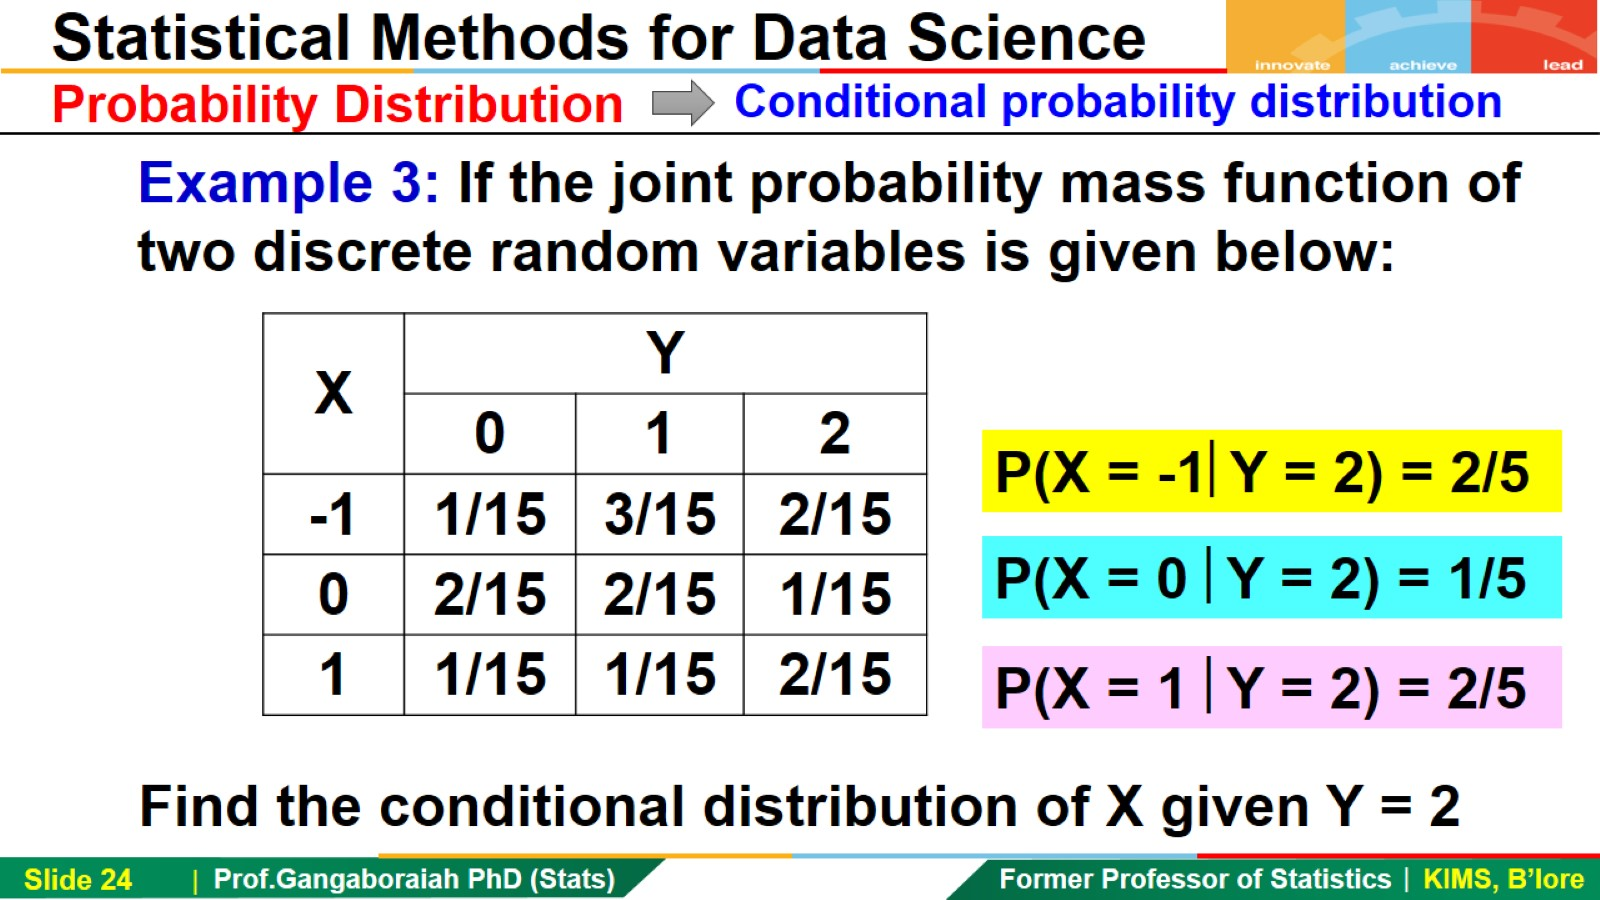 Statistical Methods for Data Science
innovate achieve lead
Probability Distribution Conditional probability distribution
Example 3: If the joint probability mass function of
two discrete random variables is given below:
X Y
0 1 2
-1 1/15 3/15 2/15
0 2/15 2/15 1/15
1 1/15 1/15 2/15
P(X = -1| Y = 2) = 2/5
P(X = 0 | Y = 2) = 1/5
P(X = 1 | Y = 2) = 2/5
Find the conditional distribution of X given Y = 2
Slide 24 | Prof.Gangaboraiah PhD (Stats) Former Professor of Statistics | KIMS, B’lore